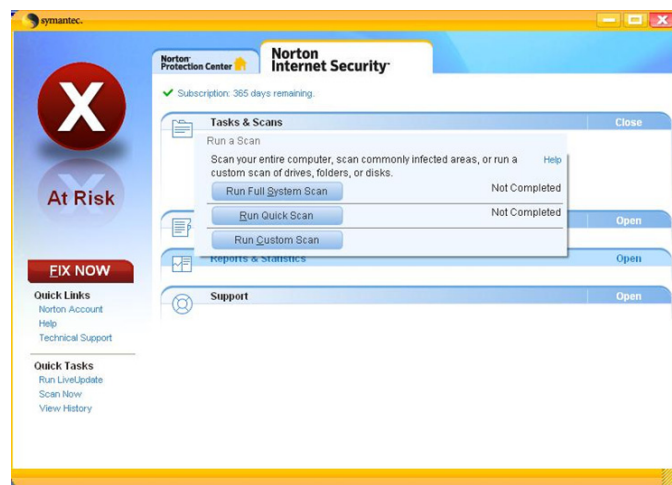 symantec.
Norton
Protection Center
Norton
Internet Security
Subscription: 365 days remaining.
X
At Risk
FIX NOW
Quick Links
Norton Account
Help
Technical Support
Quick Tasks
Run LiveUpdate
Scan Now
View History
Tasks & Scans
Close
Run a Scan
Scan your entire computer, scan commonly infected areas, or run a
custom scan of drives, folders, or disks.
Help
Run Full System Scan
Not Completed
Run Quick Scan
Not Completed
Run Custom Scan
Open
Reports & Statistics
Open
Support
Open